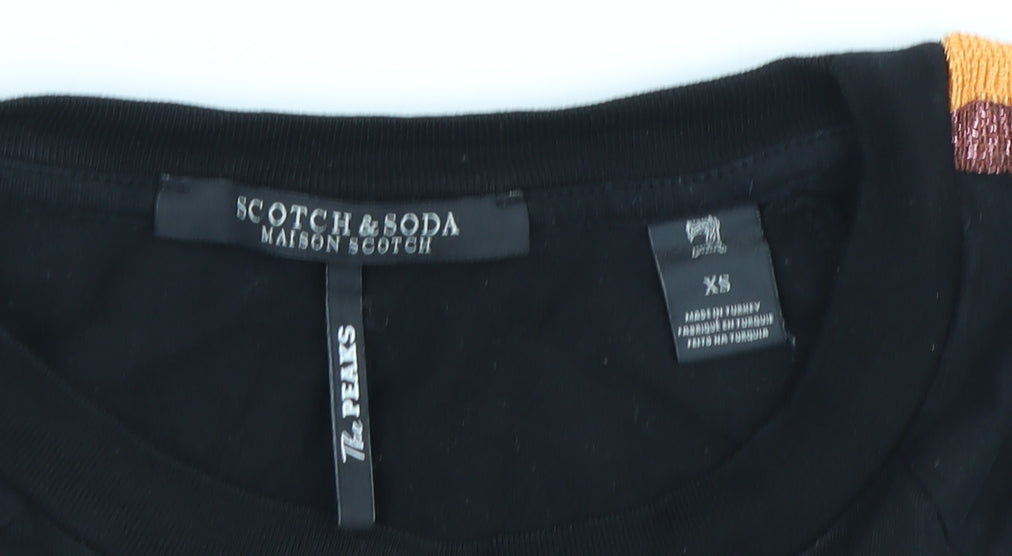 SCOTCH & SODA
MAISON SCOTCH
The PEAKS
XS
MADE IN TURKEY
FABRIQUÉ EN TURQUIE
FEITO NA TURQUIA